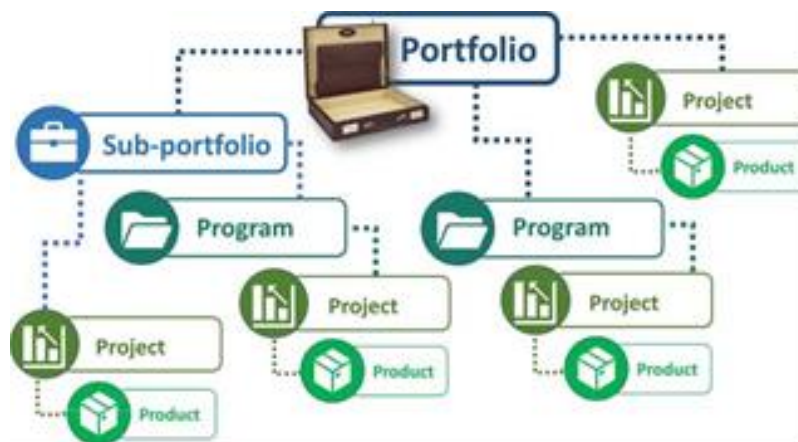 Portfolio
Project
Sub-portfolio
Product
Program
Program
Project
Project
Project
Product
Product
Product